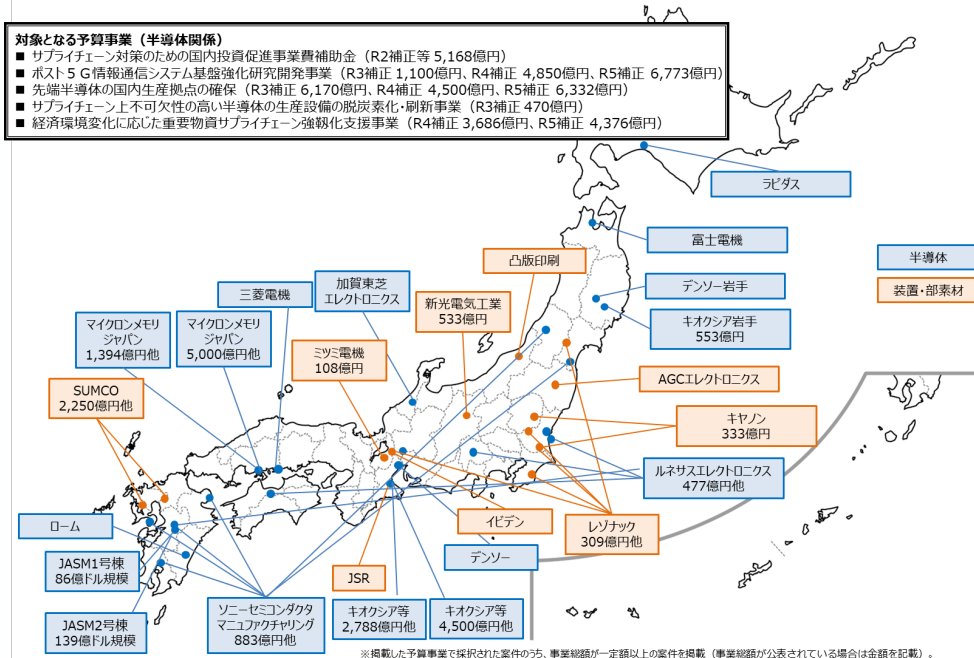 対象となる予算事業（半導体関係）
■ サプライチェーン対策のための国内投資促進事業費補助金（R2補正等 5,168億円）
■ ポスト５Ｇ情報通信システム基盤強化研究開発事業（R3補正 1,100億円、R4補正 4,850億円、R5補正 6,773億円）
■ 先端半導体の国内生産拠点の確保（R3補正 6,170億円、R4補正 4,500億円、R5補正 6,332億円）
■ サプライチェーン上不可欠性の高い半導体の生産設備の脱炭素化・刷新事業（R3補正 470億円）
■ 経済環境変化に応じた重要物資サプライチェーン強靱化支援事業（R4補正 3,686億円、R5補正 4,376億円）
ラピダス
富士電機
半導体
装置・部素材
凸版印刷
デンソー岩手
キオクシア岩手
553億円
加賀東芝
エレクトロニクス
三菱電機
新光電気工業
533億円
マイクロンメモリ
ジャパン
1,394億円他
マイクロンメモリ
ジャパン
5,000億円他
ミツミ電機
108億円
AGCエレクトロニクス
SUMCO
2,250億円他
キヤノン
333億円
ルネサスエレクトロニクス
477億円他
ローム
イビデン
レゾナック
309億円他
デンソー
JASM1号棟
86億ドル規模
JSR
JASM2号棟
139億ドル規模
ソニーセミコンダクタ
マニュファクチャリング
883億円他
キオクシア等
2,788億円他
キオクシア等
4,500億円他
※掲載した予算事業で採択された案件のうち、事業総額が一定額以上の案件を掲載（事業総額が公表されている場合は金額を記載）。